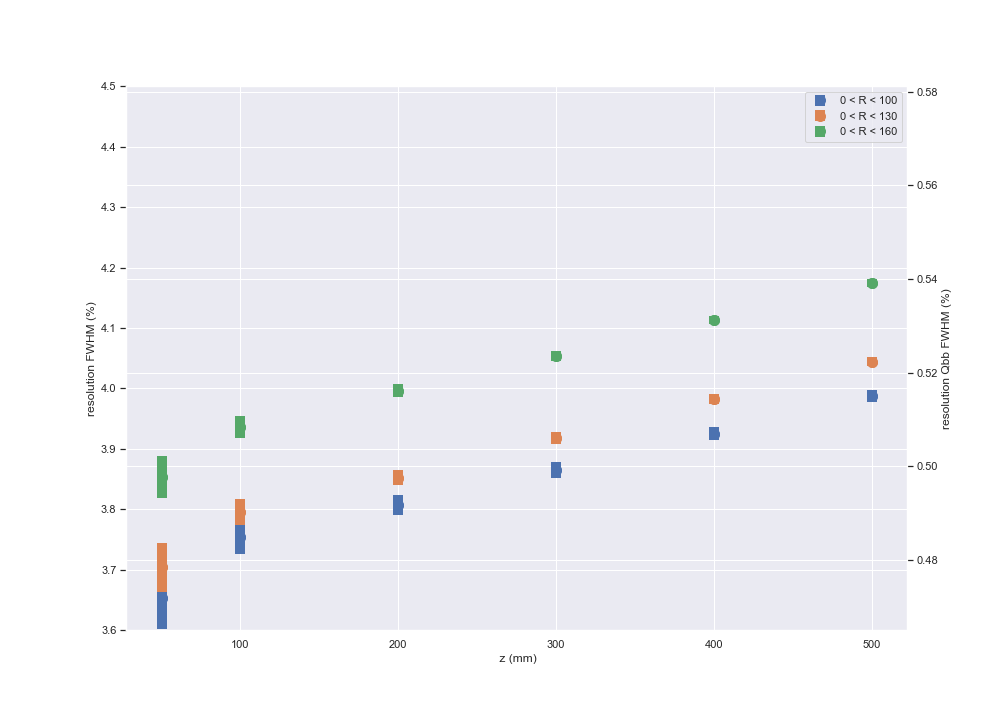 4.5
4.4
4.3
4.2
4.1
4.0
3.9
3.8
3.7
3.6
resolution FWHM (%)
0 < R < 100
0 < R < 130
0 < R < 160
0.58
0.56
0.54
0.52
0.50
0.48
resolution Qbb FWHM (%)
100 200 300 400 500
z (mm)